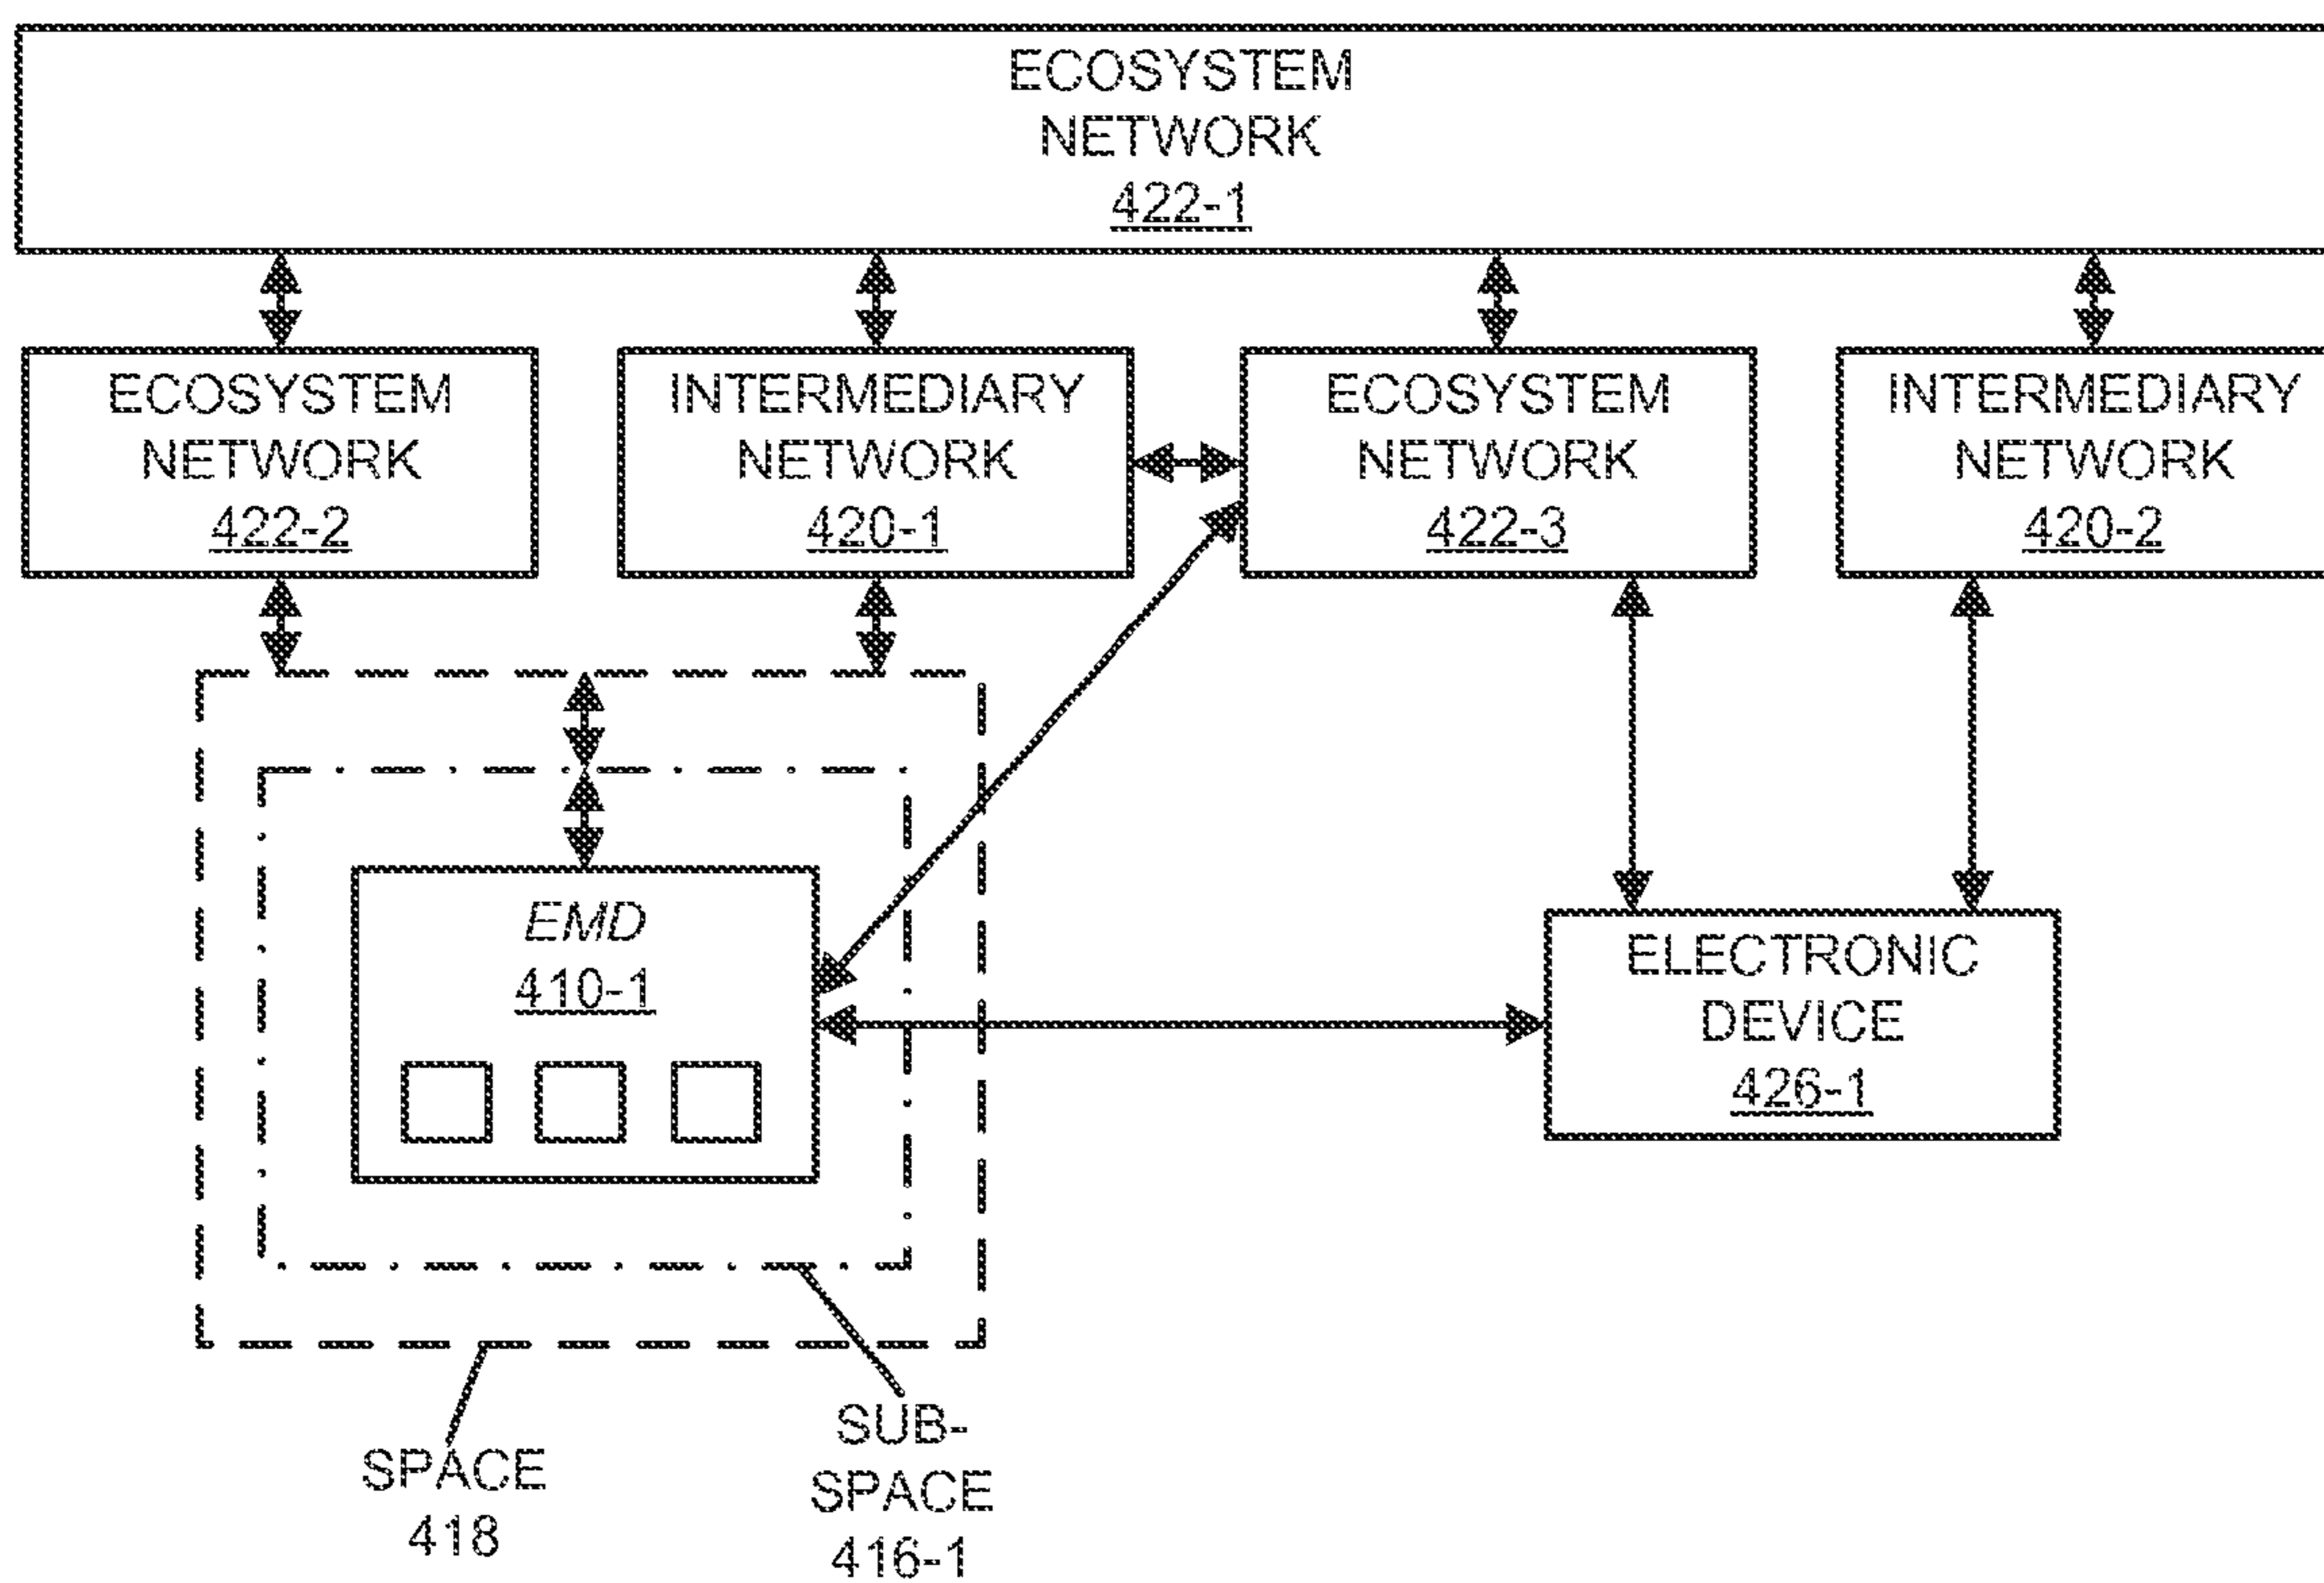 ECOSYSTEM
NETWORK
422-1
ECOSYSTEM
NETWORK
422-2
INTERMEDIARY
NETWORK
420-1
ECOSYSTEM
NETWORK
422-3
INTERMEDIARY
NETWORK
420-2
EMD
410-1
ELECTRONIC
DEVICE
426-1
SPACE
418
SUB-
SPACE
416-1